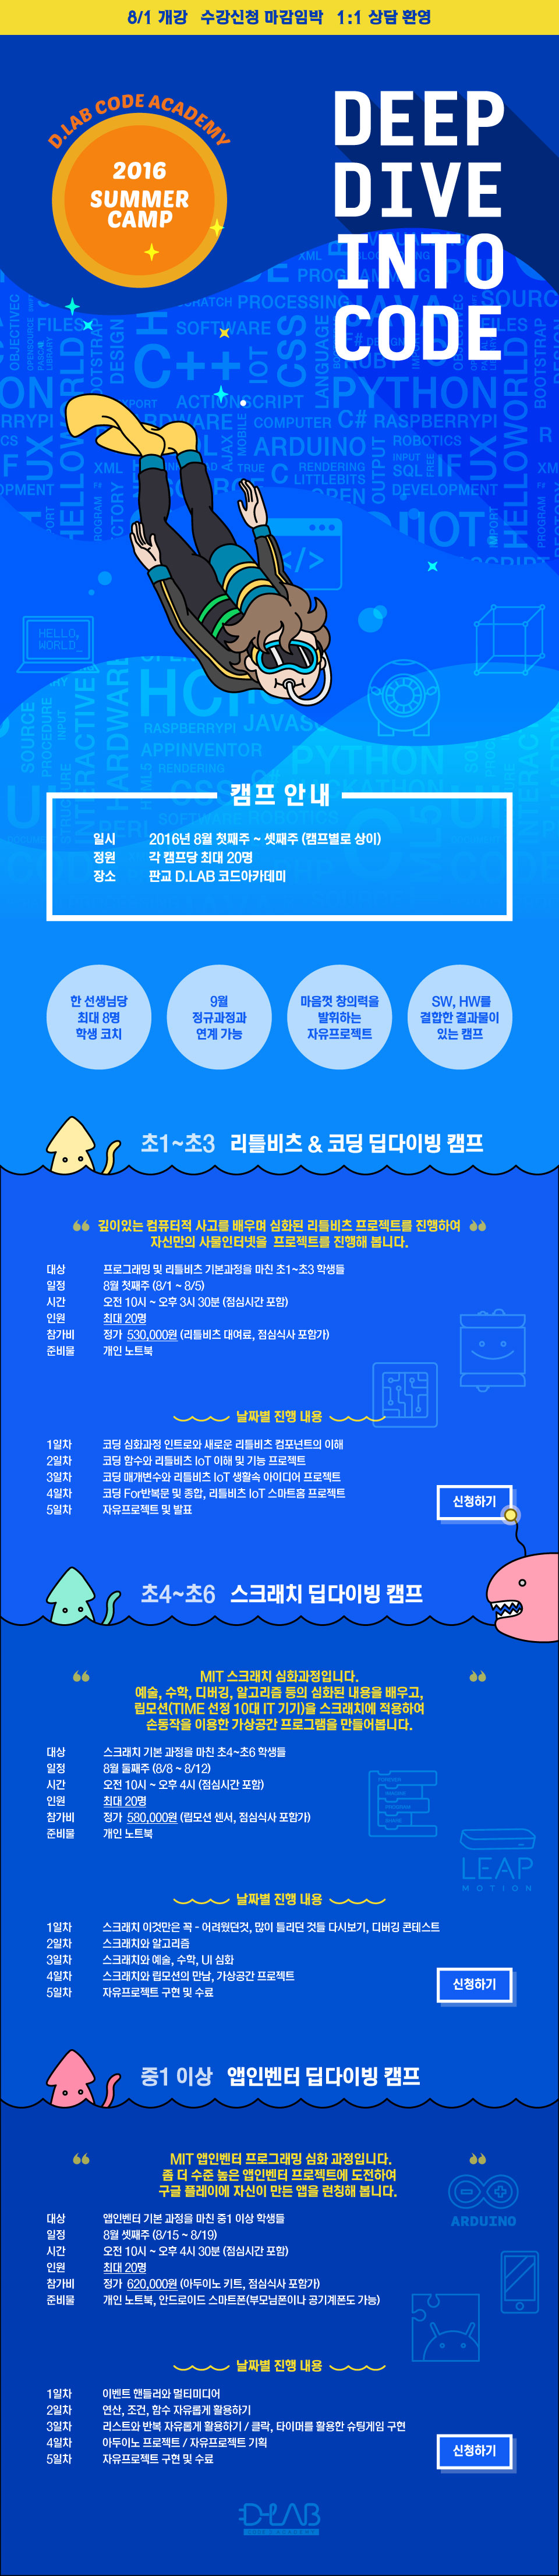 8/1 개강 수강신청 마감임박 1:1 상담 환영
D.LAB CODE ACADEMY
2016
SUMMER
CAMP
DEEP
DIVE
INTO
CODE
XML
PROCESSING
SOURC
FILES
SOFTWARE
OBJECTIVEC
DESIGN
C++
IOT
CSS
LANGUAGE
RUBY
BOOTSTRAP
PYTHON
ACTIONSCRIPT
COMPUTER C# RASPBERRYPI
ARDUINO
ROBOTICS
AJAX
MOBILE
XML
TRUE
C
RENDERING
LITTLEBITS
OUTPUT
INPUT
SQL
FREE
IF
UX
HELLOWORLD
DEVELOPMENT
OPEN
IOT
</>
HELLO,
WORLD_
SOURCE
PROCEDURE
INPUT
INTERACTIVE
HARDWARE
RASPBERRYPI
APPINVENTOR
RENDERING
PYTHON
캠프 안내
일시 2016년 8월 첫째주 ~ 셋째주 (캠프별로 상이)
정원 각 캠프당 최대 20명
장소 판교 D.LAB 코드아카데미
한 선생님당
최대 8명
학생 코치
9월
정규과정과
연계 가능
마음껏 창의력을
발휘하는
자유프로젝트
SW, HW를
결합한 결과물이
있는 캠프
초1~초3 리틀비츠 & 코딩 딥다이빙 캠프
“ 깊이있는 컴퓨터적 사고를 배우며 심화된 리틀비츠 프로젝트를 진행하여 ”
자신만의 사물인터넷을 프로젝트를 진행해 봅니다.
대상 프로그래밍 및 리틀비츠 기본과정을 마친 초1~초3 학생들
일정 8월 첫째주 (8/1 ~ 8/5)
시간 오전 10시 ~ 오후 3시 30분 (점심시간 포함)
인원 최대 20명
참가비 정가 530,000원 (리틀비츠 대여료, 점심식사 포함가)
준비물 개인 노트북
날짜별 진행 내용
1일차 코딩 심화과정 인트로와 새로운 리틀비츠 컴포넌트의 이해
2일차 코딩 함수와 리틀비츠 IoT 이해 및 기능 프로젝트
3일차 코딩 매개변수와 리틀비츠 IoT 생활속 아이디어 프로젝트
4일차 코딩 For반복문 및 종합, 리틀비츠 IoT 스마트홈 프로젝트
5일차 자유프로젝트 및 발표
신청하기
초4~초6 스크래치 딥다이빙 캠프
“ MIT 스크래치 심화과정입니다. ”
예술, 수학, 디버깅, 알고리즘 등의 심화된 내용을 배우고,
립모션(TIME 선정 10대 IT 기기)을 스크래치에 적용하여
손동작을 이용한 가상공간 프로그램을 만들어봅니다.
대상 스크래치 기본 과정을 마친 초4~초6 학생들
일정 8월 둘째주 (8/8 ~ 8/12)
시간 오전 10시 ~ 오후 4시 (점심시간 포함)
인원 최대 20명
참가비 정가 580,000원 (립모션 센서, 점심식사 포함가)
준비물 개인 노트북
LEAP
MOTION
날짜별 진행 내용
1일차 스크래치 이것만은 꼭 - 어려웠던것, 많이 틀리던 것들 다시보기, 디버깅 콘테스트
2일차 스크래치와 알고리즘
3일차 스크래치와 예술, 수학, UI 심화
4일차 스크래치와 립모션의 만남, 가상공간 프로젝트
5일차 자유프로젝트 구현 및 수료
신청하기
중1 이상 앱인벤터 딥다이빙 캠프
“ MIT 앱인벤터 프로그래밍 심화 과정입니다. ”
좀 더 수준 높은 앱인벤터 프로젝트에 도전하여
구글 플레이에 자신이 만든 앱을 런칭해 봅니다.
ARDUINO
대상 앱인벤터 기본 과정을 마친 중1 이상 학생들
일정 8월 셋째주 (8/15 ~ 8/19)
시간 오전 10시 ~ 오후 4시 30분 (점심시간 포함)
인원 최대 20명
참가비 정가 620,000원 (아두이노 키트, 점심식사 포함가)
준비물 개인 노트북, 안드로이드 스마트폰(부모님폰이나 공기계폰도 가능)
날짜별 진행 내용
1일차 이벤트 핸들러와 멀티미디어
2일차 연산, 조건, 함수 자유롭게 활용하기
3일차 리스트와 반복 자유롭게 활용하기 / 클락, 타이머를 활용한 슈팅게임 구현
4일차 아두이노 프로젝트 / 자유프로젝트 기획
5일차 자유프로젝트 구현 및 수료
신청하기
D-LAB